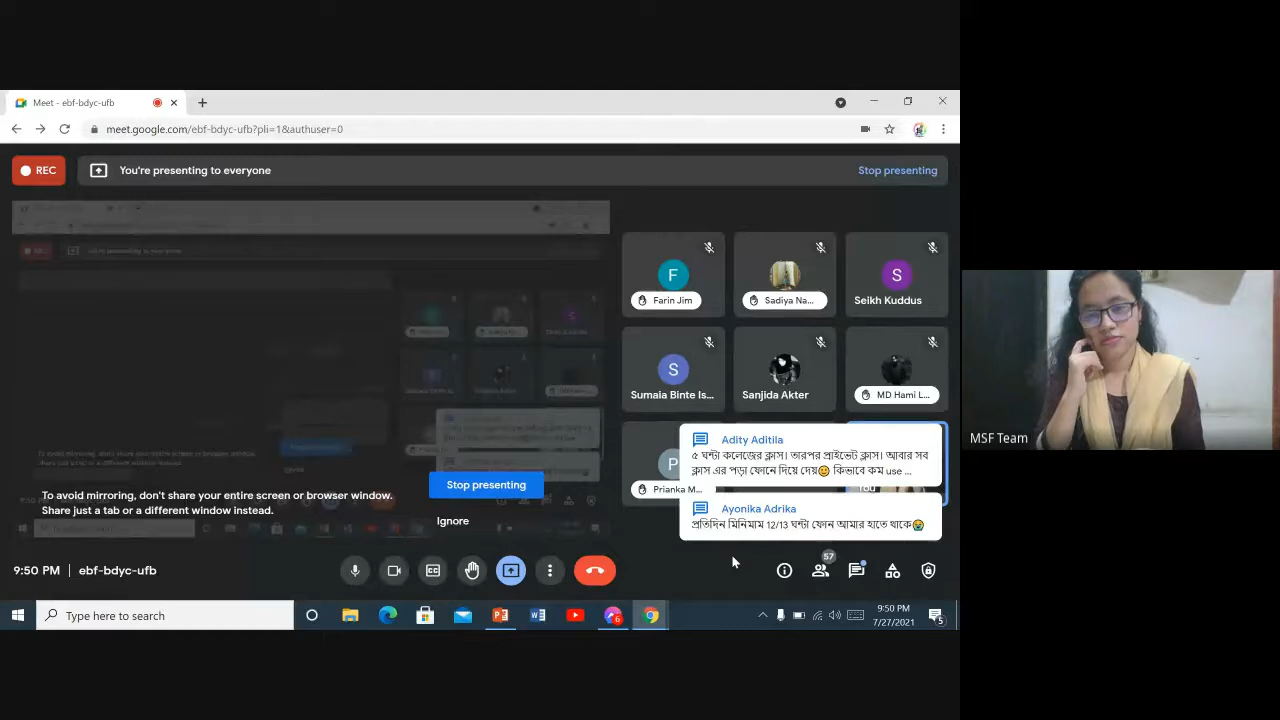 Meet - ebf-bdyc-ufb
meet.google.com/ebf-bdyc-ufb?pli=1&authuser=0
REC
You're presenting to everyone
Stop presenting
F
Farin Jim
Sadiya Na...
S
Seikh Kuddus
S
Sumaia Binte Is...
Sanjida Akter
MD Hami L...
P
Prianka M...
Adity Aditila
৫ ঘন্টা কলেজের ক্লাস। তারপর প্রাইভেট ক্লাস। আবার সব
ক্লাস এর পড়া ফোনে দিয়ে দেয়😊 কিভাবে কম use ...
You
Ayonika Adrika
প্রতিদিন মিনিমাম 12/13 ঘন্টা ফোন আমার হাতে থাকে😭
To avoid mirroring, don't share your entire screen or browser window.
Share just a tab or a different window instead.
Stop presenting
Ignore
9:50 PM | ebf-bdyc-ufb
57
MSF Team
Type here to search
6
9:50 PM
7/27/2021
5